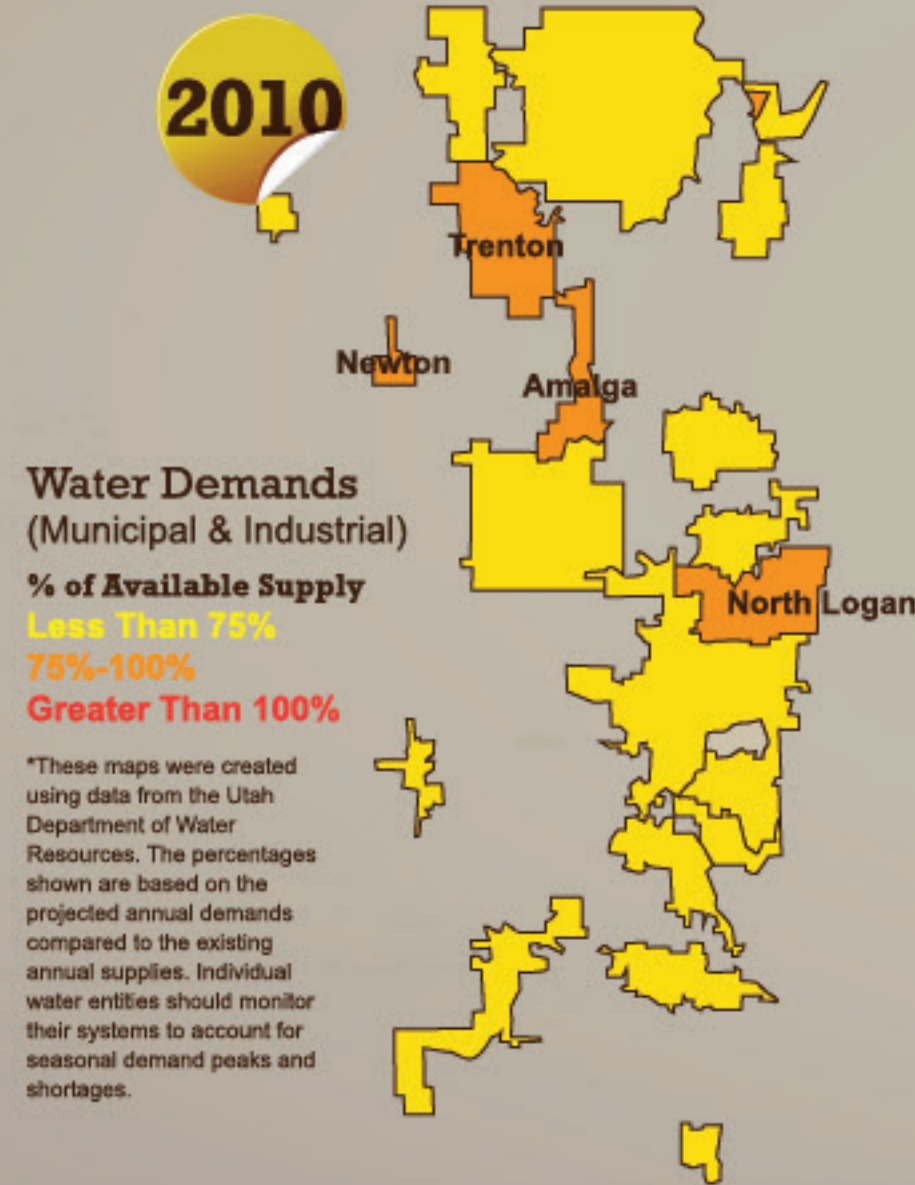 2010
Trenton
Newton
Amalga
Water Demands
(Municipal & Industrial)
% of Available Supply
Less Than 75%
75%-100%
Greater Than 100%
North Logan
*These maps were created
using data from the Utah
Department of Water
Resources. The percentages
shown are based on the
projected annual demands
compared to the existing
annual supplies. Individual
water entities should monitor
their systems to account for
seasonal demand peaks and
shortages.